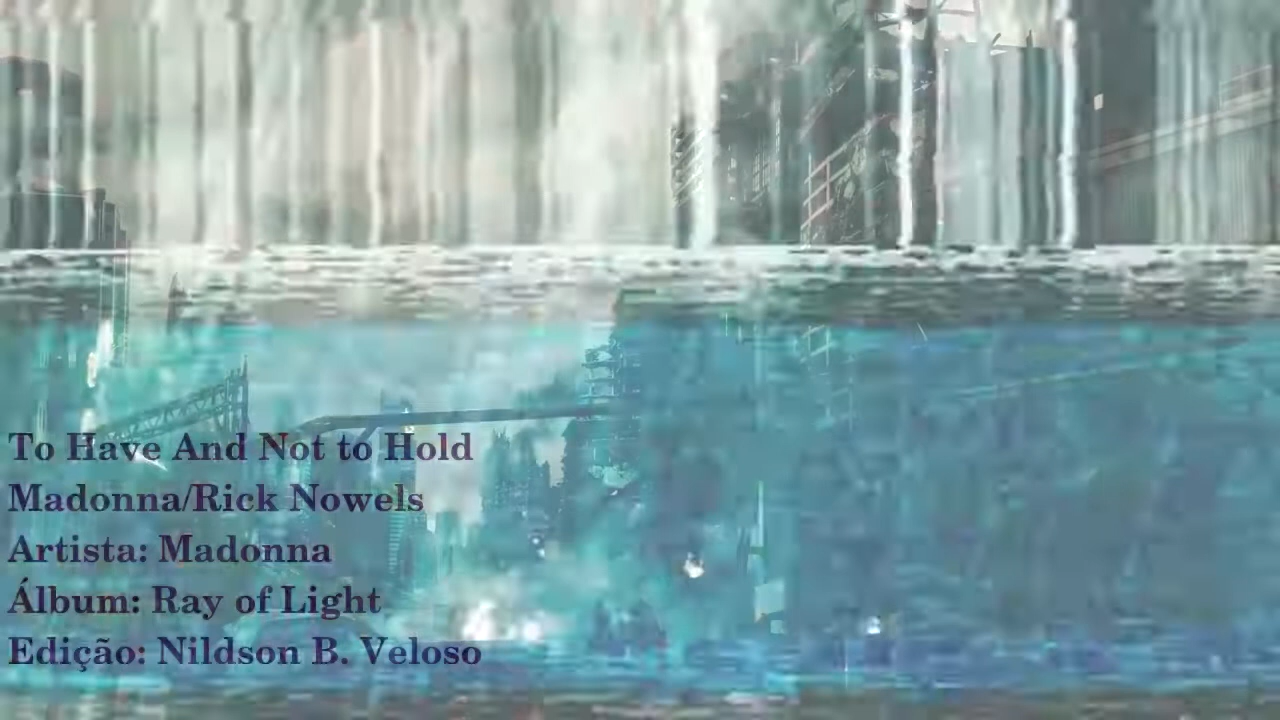 To Have And Not to Hold
Madonna/Rick Nowels
Artista: Madonna
Álbum: Ray of Light
Edição: Nildson B. Veloso